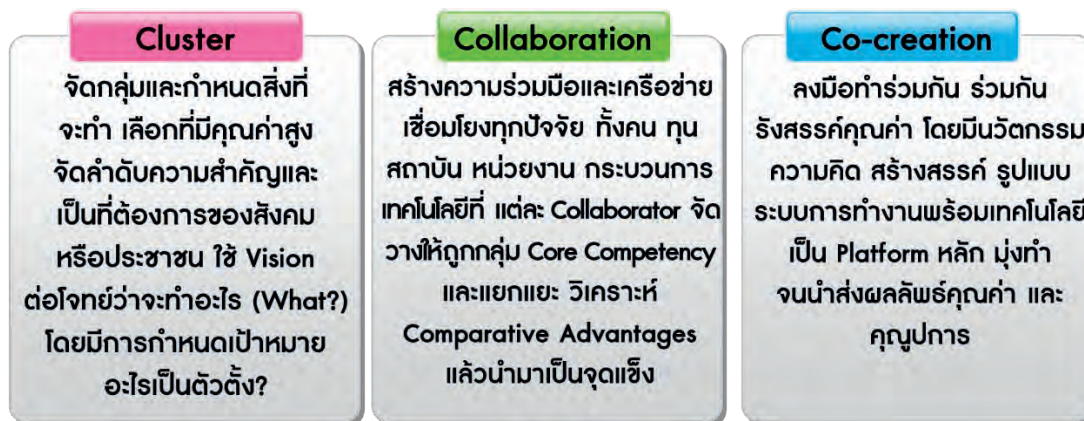 Cluster
จัดกลุ่มและกำหนดสิ่งที่
จะทำ เลือกที่มีคุณค่าสูง
จัดลำดับความสำคัญและ
เป็นที่ต้องการของสังคม
หรือประชาชน ใช้ Vision
ต่อโจทย์ว่าจะทำอะไร (What?)
โดยมีการกำหนดเป้าหมาย
อะไรเป็นตัวตั้ง?
Collaboration
สร้างความร่วมมือและเครือข่าย
เชื่อมโยงทุกปัจจัย ทั้งคน ทุน
สถาบัน หน่วยงาน กระบวนการ
เทคโนโลยีที่ แต่ละ Collaborator จัด
วางให้ถูกกลุ่ม Core Competency
และแยกแยะ วิเคราะห์
Comparative Advantages
แล้วนำมาเป็นจุดแข็ง
Co-creation
ลงมือทำร่วมกัน ร่วมกัน
รังสรรค์คุณค่า โดยมีนวัตกรรม
ความคิด สร้างสรรค์ รูปแบบ
ระบบการทำงานพร้อมเทคโนโลยี
เป็น Platform หลัก มุ่งทำ
จนนำส่งผลลัพธ์คุณค่า และ
คุณูปการ